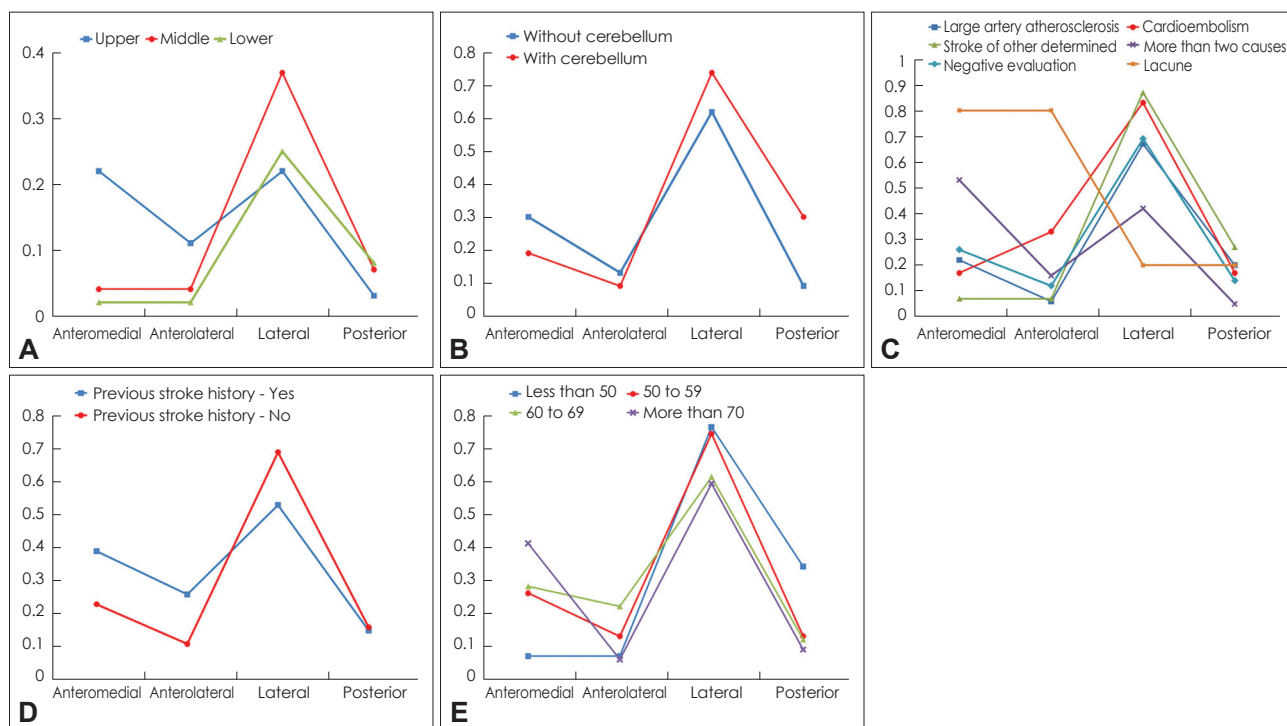 Upper Middle Lower
0.4
0.3
0.2
0.1
0
Anteromedial Anterolateral Lateral Posterior
A
Without cerebellum
With cerebellum
0.8
0.7
0.6
0.5
0.4
0.3
0.2
0.1
0
Anteromedial Anterolateral Lateral Posterior
B
Large artery atherosclerosis Cardioembolism
Stroke of other determined More than two causes
Negative evaluation Lacune
1
0.9
0.8
0.7
0.6
0.5
0.4
0.3
0.2
0.1
0
Anteromedial Anterolateral Lateral Posterior
C
Previous stroke history - Yes
Previous stroke history - No
0.8
0.7
0.6
0.5
0.4
0.3
0.2
0.1
0
Anteromedial Anterolateral Lateral Posterior
D
Less than 50 50 to 59
60 to 69 More than 70
0.8
0.7
0.6
0.5
0.4
0.3
0.2
0.1
0
Anteromedial Anterolateral Lateral Posterior
E